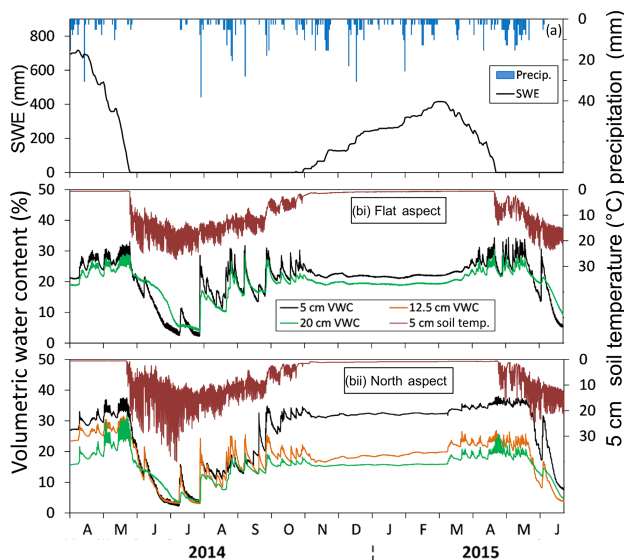 (a)
800
600
400
200
0
SWE (mm)
0
20
40
60
precipitation (mm)
Precip.
SWE
50
40
30
20
10
0
(bi) Flat aspect
0
10
20
30
5 cm VWC
12.5 cm VWC
20 cm VWC
5 cm soil temp.
Volumetric water content (%)
5 cm soil temperature (°C)
50
40
30
20
10
0
(bii) North aspect
0
10
20
30
A M J J A S O N D J F M A M J
2014
2015